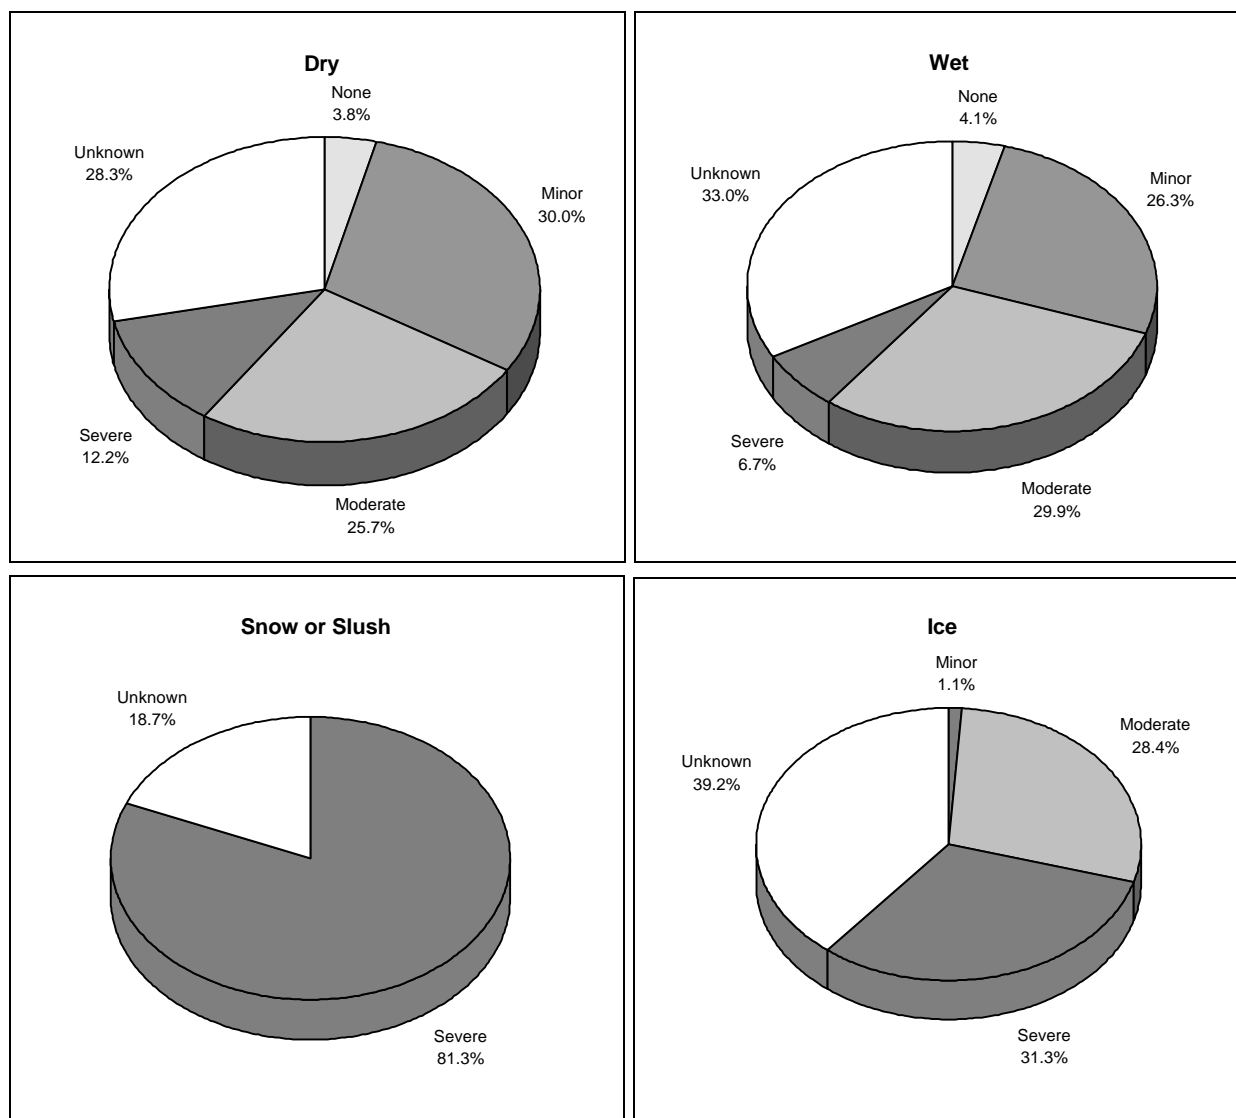 Dry
None
3.8%
Minor
30.0%
Moderate
25.7%
Severe
12.2%
Unknown
28.3%
Wet
None
4.1%
Minor
26.3%
Moderate
29.9%
Severe
6.7%
Unknown
33.0%
Snow or Slush
Unknown
18.7%
Severe
81.3%
Ice
Minor
1.1%
Moderate
28.4%
Severe
31.3%
Unknown
39.2%